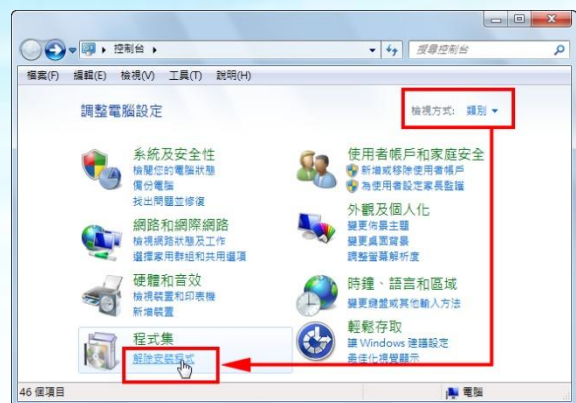 控制台
搜尋控制台
檔案(F) 編輯(E) 檢視(V) 工具(T) 說明(H)
調整電腦設定
檢視方式: 類別
系統及安全性
檢閱您的電腦狀態
備份電腦
找出問題並修復
網路和網際網路
檢視網路狀態及工作
選擇家用群組和共用選項
硬體和音效
檢視裝置和印表機
新增裝置
程式集
解除安裝程式
使用者帳戶和家庭安全
新增或移除使用者帳戶
為使用者設定家長監護
外觀及個人化
變更佈景主題
變更桌面背景
調整螢幕解析度
時鐘、語言和區域
變更鍵盤或其他輸入方法
輕鬆存取
讓 Windows 建議設定
最佳化視覺顯示
46 個項目
電腦